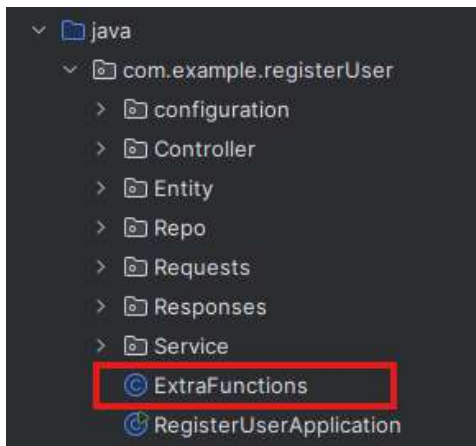 java
com.example.registerUser
configuration
Controller
Entity
Repo
Requests
Responses
Service
ExtraFunctions
RegisterUserApplication